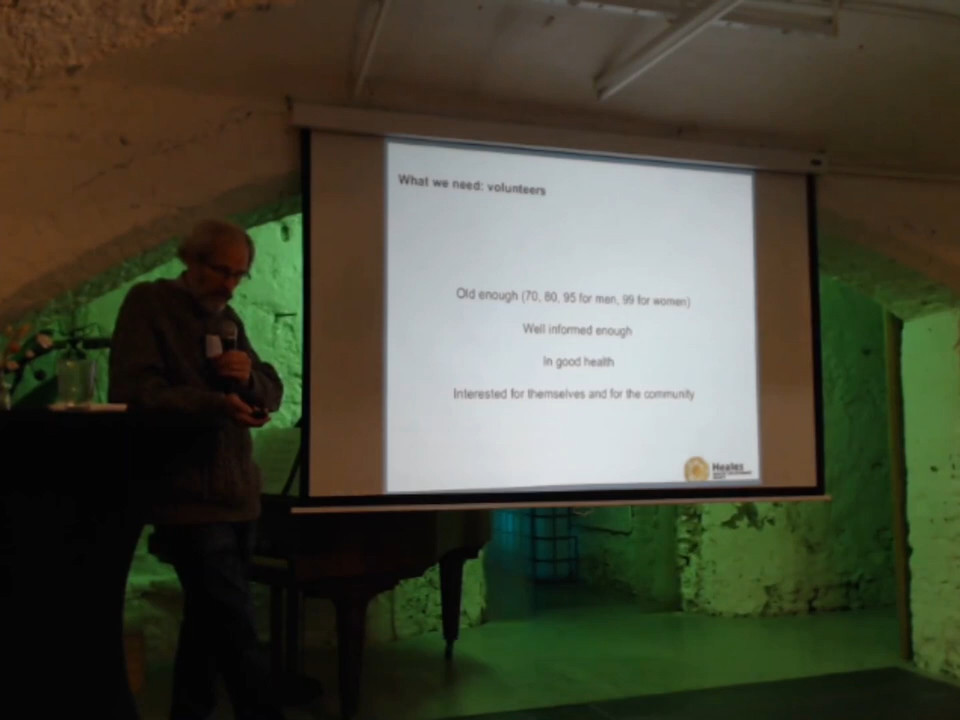 What we need: volunteers
Old enough (70, 80, 95 for men, 99 for women)
Well informed enough
In good health
Interested for themselves and for the community
Heales